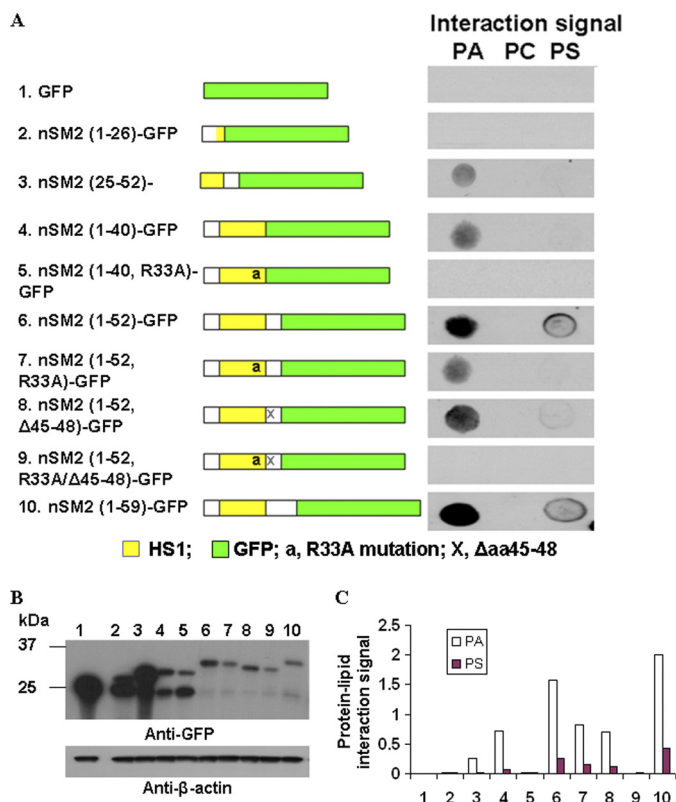 A
Interaction signal
PA PC PS
1. GFP
2. nSM2 (1-26)-GFP
3. nSM2 (25-52)-
4. nSM2 (1-40)-GFP
5. nSM2 (1-40, R33A)-
GFP
a
6. nSM2 (1-52)-GFP
7. nSM2 (1-52,
R33A)-GFP
a
8. nSM2 (1-52,
Δ45-48)-GFP
X
9. nSM2 (1-52,
R33A/Δ45-48)-GFP
a X
10. nSM2 (1-59)-GFP
HS1; GFP; a, R33A mutation; X, Δaa45-48
B
kDa
1 2 3 4 5 6 7 8 9 10
37
25
Anti-GFP
Anti-β-actin
C
Protein-lipid
interaction signal
2.5
2
1.5
1
0.5
0
PA
PS
1 2 3 4 5 6 7 8 9 10